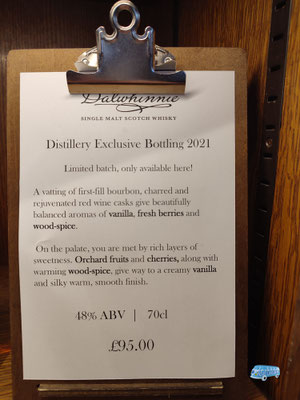 Dalwhinnie
SINGLE MALT SCOTCH WHISKY
Distillery Exclusive Bottling 2021
Limited batch, only available here!
A vatting of first-fill bourbon, charred and
rejuvenated red wine casks give beautifully
balanced aromas of vanilla, fresh berries and
wood-spice.
On the palate, you are met by rich layers of
sweetness. Orchard fruits and cherries, along with
warming wood-spice, give way to a creamy vanilla
and silky warm, smooth finish.
48% ABV | 70cl
£95.00